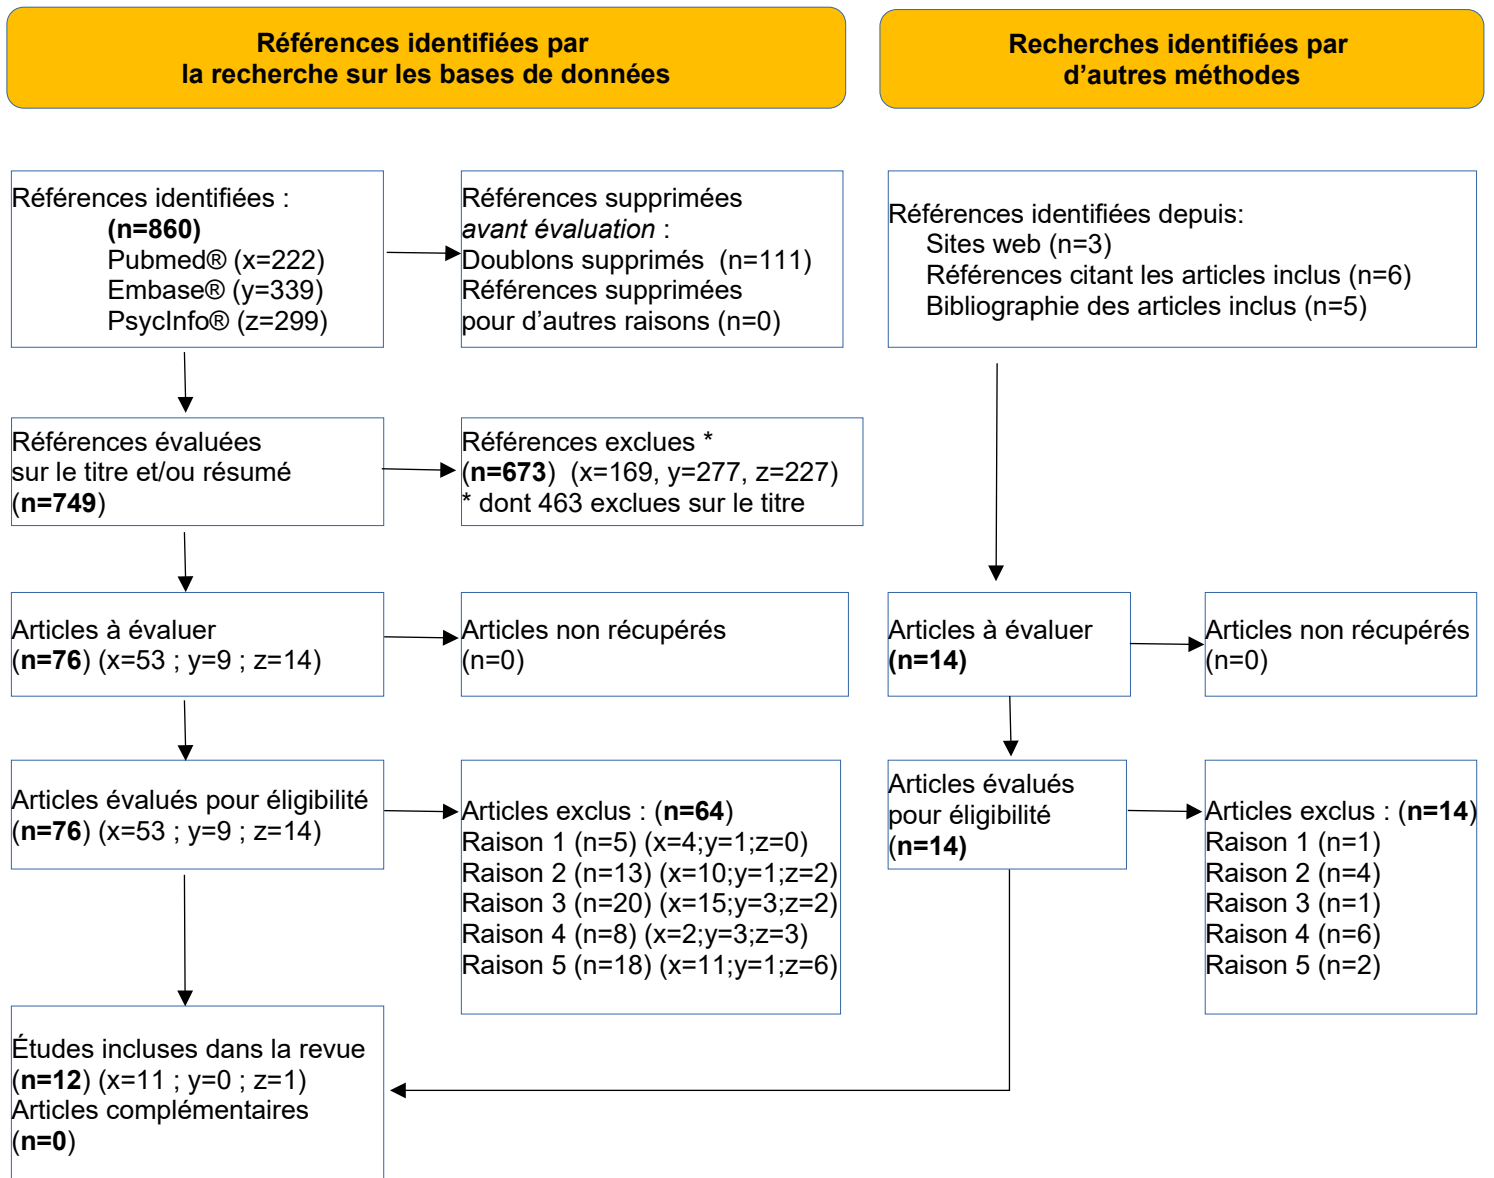 Références identifiées par
la recherche sur les bases de données
Recherches identifiées par
d’autres méthodes
Références identifiées :
(n=860)
Pubmed® (x=222)
Embase® (y=339)
PsycInfo® (z=299)
Références supprimées
avant évaluation :
Doublons supprimés (n=111)
Références supprimées
pour d’autres raisons (n=0)
Références identifiées depuis:
Sites web (n=3)
Références citant les articles inclus (n=6)
Bibliographie des articles inclus (n=5)
Références évaluées
sur le titre et/ou résumé
(n=749)
Références exclues *
(n=673) (x=169, y=277, z=227)
* dont 463 exclues sur le titre
Articles à évaluer
(n=76) (x=53 ; y=9 ; z=14)
Articles non récupérés
(n=0)
Articles à évaluer
(n=14)
Articles non récupérés
(n=0)
Articles évalués pour éligibilité
(n=76) (x=53 ; y=9 ; z=14)
Articles exclus : (n=64)
Raison 1 (n=5) (x=4;y=1;z=0)
Raison 2 (n=13) (x=10;y=1;z=2)
Raison 3 (n=20) (x=15;y=3;z=2)
Raison 4 (n=8) (x=2;y=3;z=3)
Raison 5 (n=18) (x=11;y=1;z=6)
Articles évalués
pour éligibilité
(n=14)
Articles exclus : (n=14)
Raison 1 (n=1)
Raison 2 (n=4)
Raison 3 (n=1)
Raison 4 (n=6)
Raison 5 (n=2)
Études incluses dans la revue
(n=12) (x=11 ; y=0 ; z=1)
Articles complémentaires
(n=0)